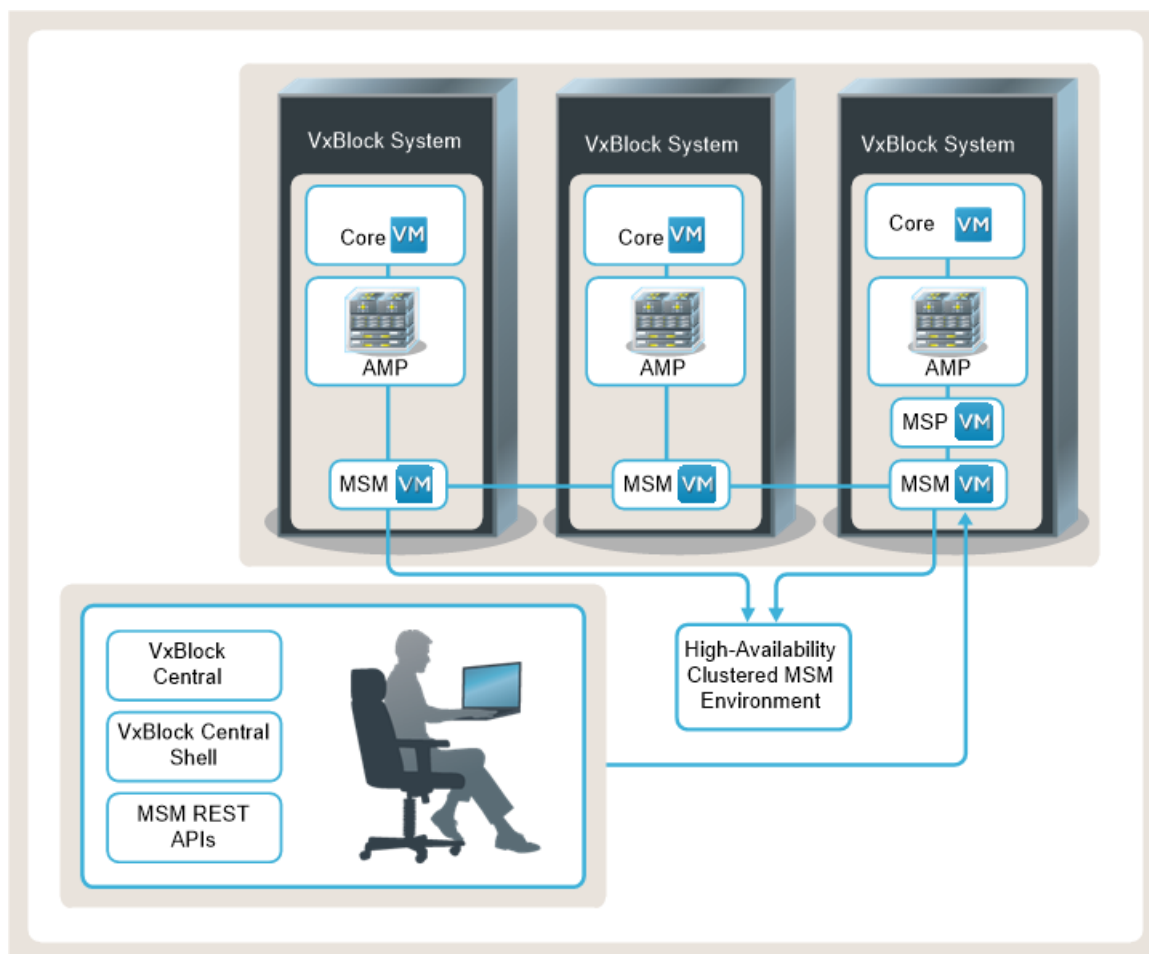 VxBlock System
Core VM
AMP
MSM VM
VxBlock System
Core VM
AMP
MSM VM
VxBlock System
Core VM
AMP
MSP VM
MSM VM
High-Availability
Clustered MSM
Environment
VxBlock
Central
VxBlock Central
Shell
MSM REST
APIs